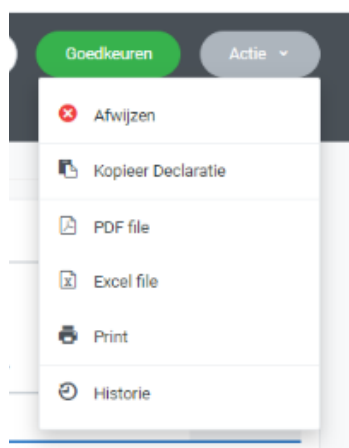 Goedkeuren
Actie
Afwijzen
Kopieer Declaratie
PDF file
Excel file
Print
Historie